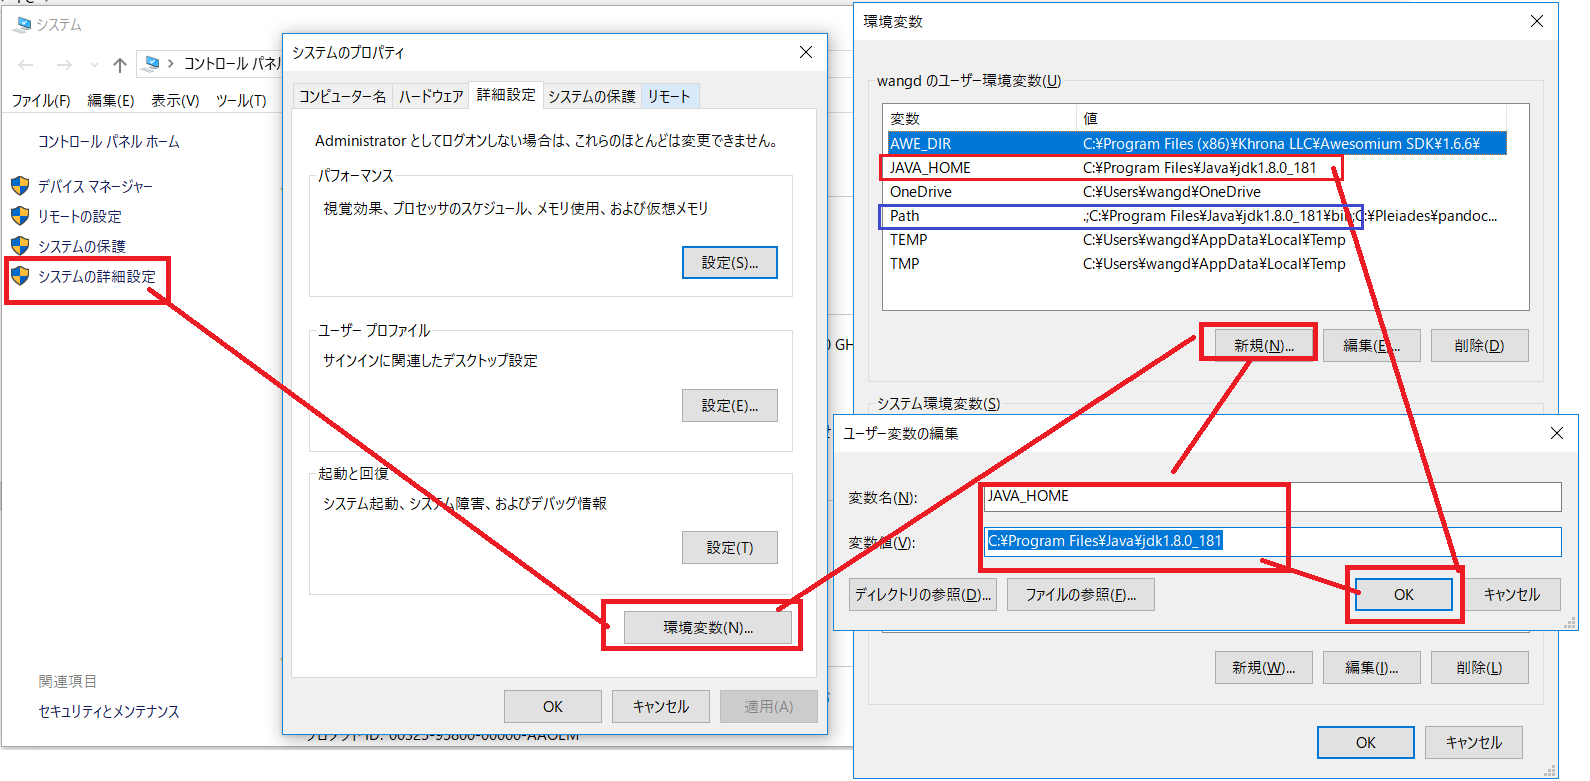 システム
コントロール パネル
ファイル(F) 編集(E) 表示(V) ツール(T)
コントロール パネル ホーム
デバイス マネージャー
リモートの設定
システムの保護
システムの詳細設定
関連項目
セキュリティとメンテナンス
システムのプロパティ
コンピューター名 ハードウェア 詳細設定 システムの保護 リモート
Administrator としてログオンしない場合は、これらのほとんどは変更できません。
パフォーマンス
視覚効果、プロセッサのスケジュール、メモリ使用、および仮想メモリ
設定(S)...
ユーザー プロファイル
サインインに関連したデスクトップ設定
設定(E)...
起動と回復
システム起動、システム障害、およびデバッグ情報
設定(T)
環境変数(N)...
OK キャンセル 適用(A)
GH
環境変数
wangd のユーザー環境変数(U)
変数 値
AWE_DIR C:¥Program Files (x86)¥Khrona LLC¥Awesomium SDK¥1.6.6¥
JAVA_HOME C:¥Program Files¥Java¥jdk1.8.0_181
OneDrive C:¥Users¥wangd¥OneDrive
Path .;C:¥Program Files¥Java¥jdk1.8.0_181¥bin;C:¥Pleiades¥pandoc...
TEMP C:¥Users¥wangd¥AppData¥Local¥Temp
TMP C:¥Users¥wangd¥AppData¥Local¥Temp
新規(N)... 編集(E)... 削除(D)
システム環境変数(S)
ユーザー変数の編集
変数名(N): JAVA_HOME
変数値(V): C:¥Program Files¥Java¥jdk1.8.0_181
ディレクトリの参照(D)... ファイルの参照(F)... OK キャンセル
新規(W)... 編集(I)... 削除(L)
OK キャンセル